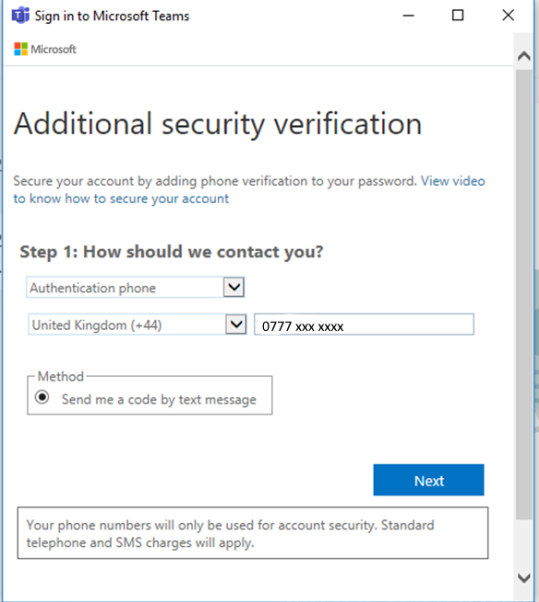 Sign in to Microsoft Teams
Microsoft
Additional security verification
Secure your account by adding phone verification to your password. View video
to know how to secure your account
Step 1: How should we contact you?
Authentication phone
United Kingdom (+44)
0777 xxx xxxx
Method
Send me a code by text message
Next
Your phone numbers will only be used for account security. Standard
telephone and SMS charges will apply.